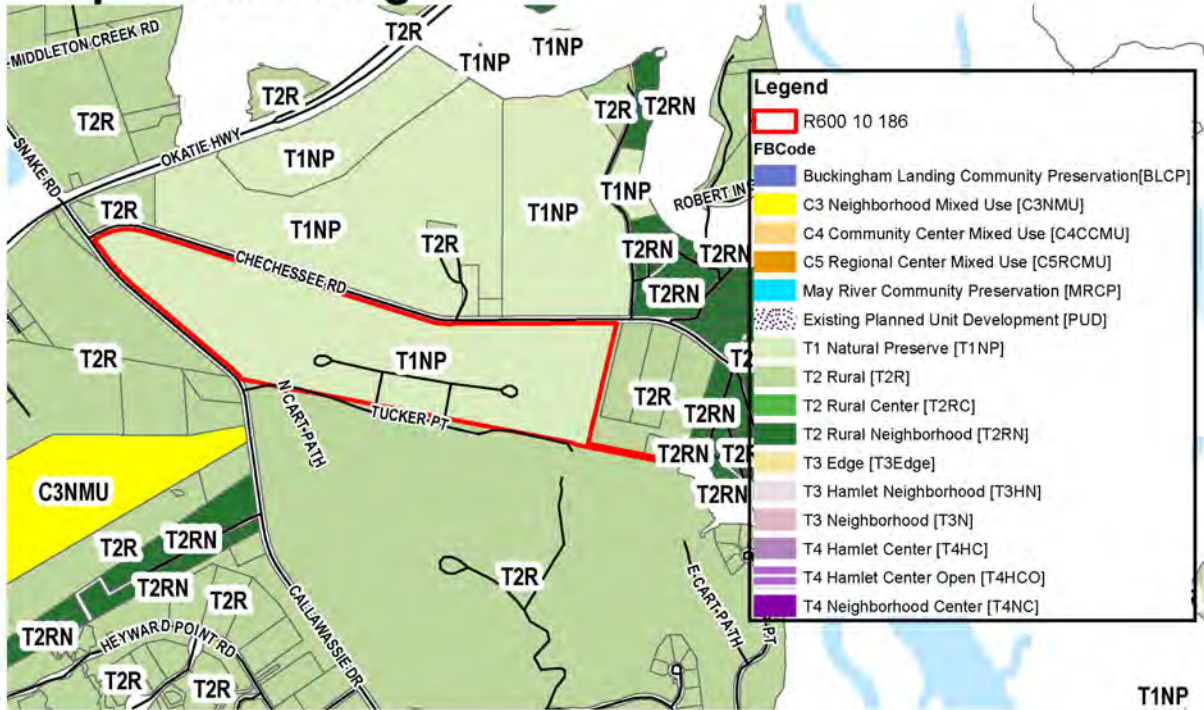 MIDDLETON CREEK RD
T2R
T1NP
T1NP
T2R
T2R
T2R
T2RN
T2R
OKATIE HWY
SNAKE RD
T1NP
T1NP
T1NP
ROBERT IN
T2R
T1NP
T2R
T2RN
T2RN
CHECHESSEE RD
T2RN
T2R
T1NP
T2
T2R
T2RN
N CART-PATH
TUCKER PT
T2RN
T2RN
C3NMU
T2R
T2RN
T2R
E-CART-PATH
T2RN
T2R
T2RN
HEYWARD POINT RD
CALLAWASSIE DR
T2R
T2R
T1NP
Legend
R600 10 186
FBCode
Buckingham Landing Community Preservation[BLCP]
C3 Neighborhood Mixed Use [C3NMU]
C4 Community Center Mixed Use [C4CCMU]
C5 Regional Center Mixed Use [C5RCMU]
May River Community Preservation [MRCP]
Existing Planned Unit Development [PUD]
T1 Natural Preserve [T1NP]
T2 Rural [T2R]
T2 Rural Center [T2RC]
T2 Rural Neighborhood [T2RN]
T3 Edge [T3Edge]
T3 Hamlet Neighborhood [T3HN]
T3 Neighborhood [T3N]
T4 Hamlet Center [T4HC]
T4 Hamlet Center Open [T4HCO]
T4 Neighborhood Center [T4NC]